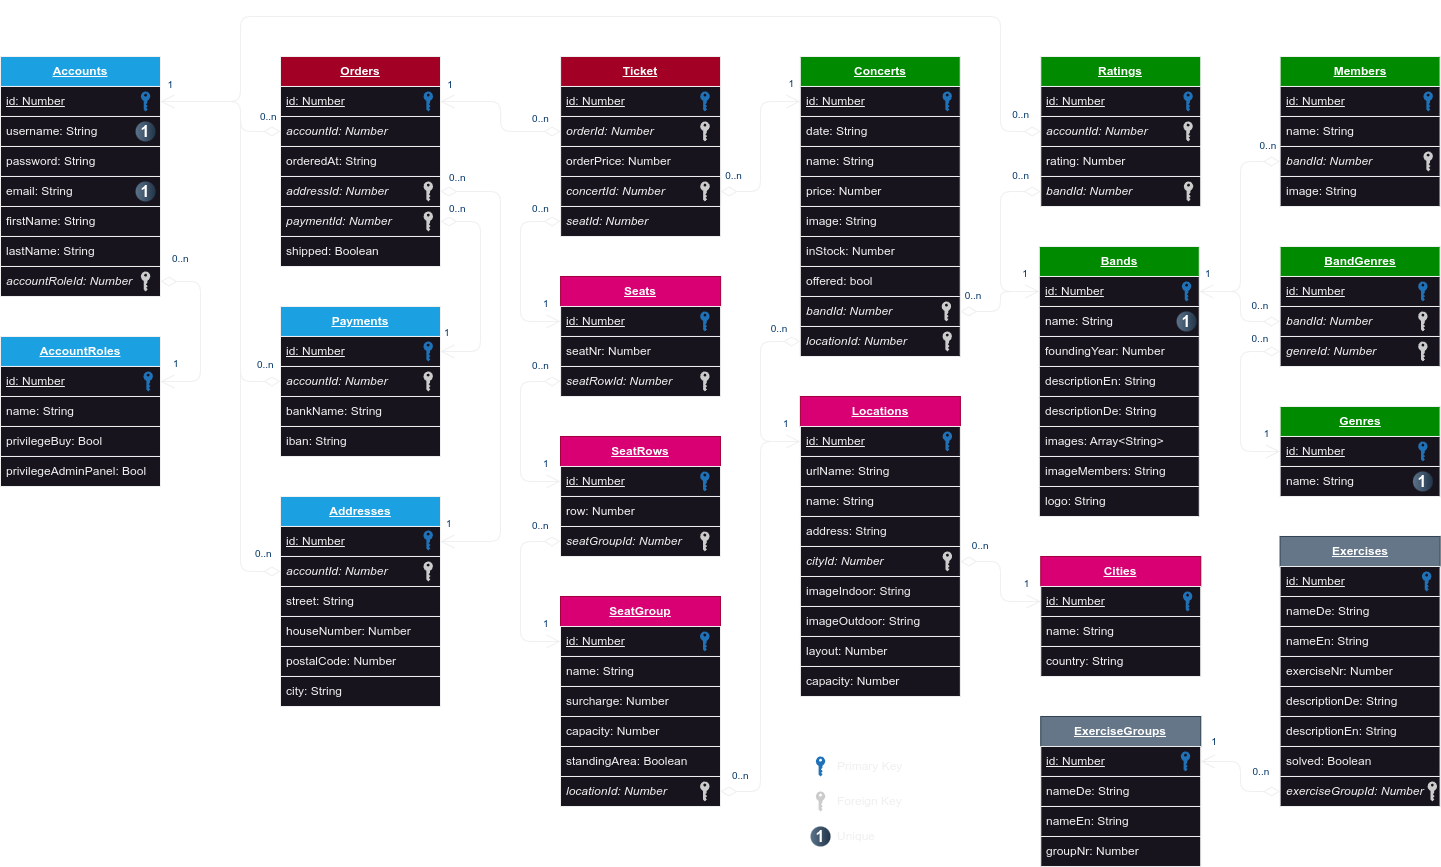 Accounts
id: Number
username: String
1
password: String
email: String
1
firstName: String
lastName: String
accountRoleId: Number
1
0..n
AccountRoles
id: Number
name: String
privilegeBuy: Bool
privilegeAdminPanel: Bool
1
Orders
id: Number
accountId: Number
orderedAt: String
addressId: Number
paymentId: Number
shipped: Boolean
0..n
1
0..n
0..n
Payments
id: Number
accountId: Number
bankName: String
iban: String
1
0..n
Addresses
id: Number
accountId: Number
street: String
houseNumber: Number
postalCode: Number
city: String
1
0..n
Ticket
id: Number
orderId: Number
orderPrice: Number
concertId: Number
seatId: Number
0..n
0..n
0..n
Seats
id: Number
seatNr: Number
seatRowId: Number
1
0..n
SeatRows
id: Number
row: Number
seatGroupId: Number
1
0..n
SeatGroup
id: Number
name: String
surcharge: Number
capacity: Number
standingArea: Boolean
locationId: Number
1
0..n
Concerts
id: Number
date: String
name: String
price: Number
image: String
inStock: Number
offered: bool
bandId: Number
locationId: Number
1
0..n
0..n
Locations
id: Number
urlName: String
name: String
address: String
cityId: Number
imageIndoor: String
imageOutdoor: String
layout: Number
capacity: Number
1
0..n
Primary Key
Foreign Key
1
Unique
Ratings
id: Number
accountId: Number
rating: Number
bandId: Number
0..n
0..n
Bands
id: Number
name: String
1
foundingYear: Number
descriptionEn: String
descriptionDe: String
images: Array<String>
imageMembers: String
logo: String
1
1
Cities
id: Number
name: String
country: String
1
ExerciseGroups
id: Number
nameDe: String
nameEn: String
groupNr: Number
1
Members
id: Number
name: String
bandId: Number
image: String
0..n
BandGenres
id: Number
bandId: Number
genreId: Number
0..n
0..n
Genres
id: Number
name: String
1
1
Exercises
id: Number
nameDe: String
nameEn: String
exerciseNr: Number
descriptionDe: String
descriptionEn: String
solved: Boolean
exerciseGroupId: Number
0..n